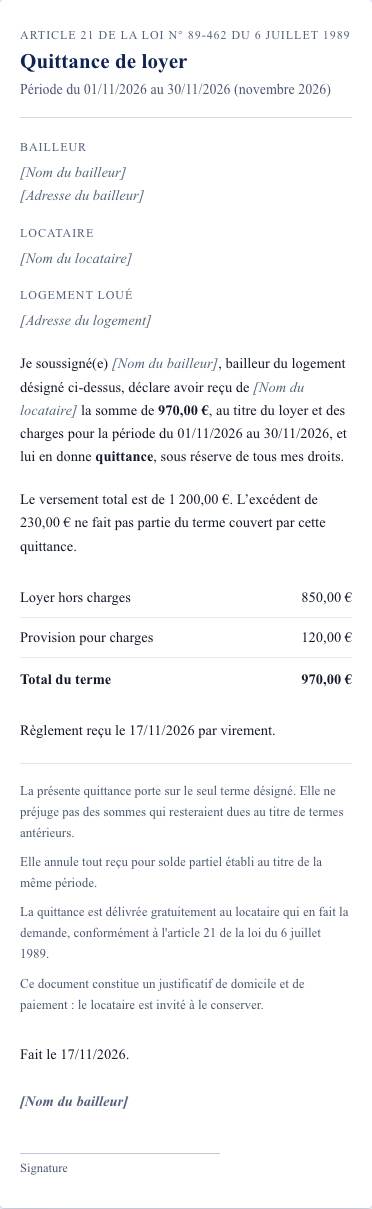 ARTICLE 21 DE LA LOI N° 89-462 DU 6 JUILLET 1989
Quittance de loyer
Période du 01/11/2026 au 30/11/2026 (novembre 2026)
BAILLEUR
[Nom du bailleur]
[Adresse du bailleur]
LOCATAIRE
[Nom du locataire]
LOGEMENT LOUÉ
[Adresse du logement]
Je soussigné(e) [Nom du bailleur], bailleur du logement
désigné ci-dessus, déclare avoir reçu de [Nom du
locataire] la somme de 970,00 €, au titre du loyer et des
charges pour la période du 01/11/2026 au 30/11/2026, et
lui en donne quittance, sous réserve de tous mes droits.
Le versement total est de 1 200,00 €. L’excédent de
230,00 € ne fait pas partie du terme couvert par cette
quittance.
Loyer hors charges 850,00 €
Provision pour charges 120,00 €
Total du terme 970,00 €
Règlement reçu le 17/11/2026 par virement.
La présente quittance porte sur le seul terme désigné. Elle ne
préjuge pas des sommes qui resteraient dues au titre de termes
antérieurs.
Elle annule tout reçu pour solde partiel établi au titre de la
même période.
La quittance est délivrée gratuitement au locataire qui en fait la
demande, conformément à l'article 21 de la loi du 6 juillet
1989.
Ce document constitue un justificatif de domicile et de
paiement : le locataire est invité à le conserver.
Fait le 17/11/2026.
[Nom du bailleur]
Signature